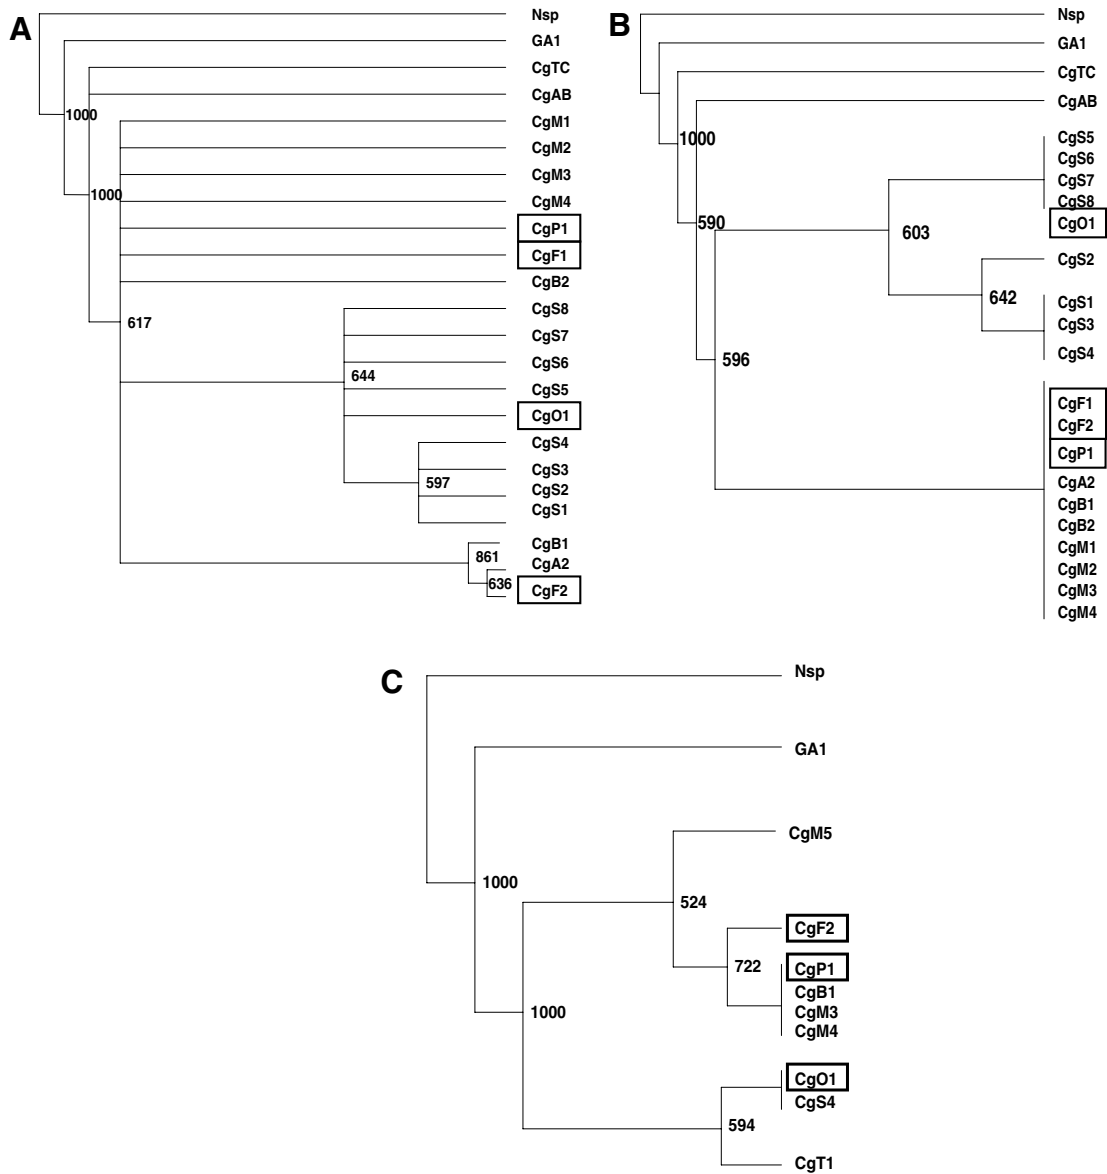 A
Nsp
GA1
CgTC
CgAB
1000
CgM1
CgM2
CgM3
1000
CgM4
CgP1
CgF1
CgB2
CgS8
617
CgS7
CgS6
644
CgS5
CgO1
CgS4
CgS3
597
CgS2
CgS1
CgB1
861
CgA2
636
CgF2
B
Nsp
GA1
CgTC
CgAB
1000
CgS5
CgS6
CgS7
CgS8
590
CgO1
603
CgS2
642
CgS1
CgS3
CgS4
596
CgF1
CgF2
CgP1
CgA2
CgB1
CgB2
CgM1
CgM2
CgM3
CgM4
C
Nsp
GA1
CgM5
1000
524
CgF2
722
CgP1
CgB1
CgM3
CgM4
1000
CgO1
CgS4
594
CgT1